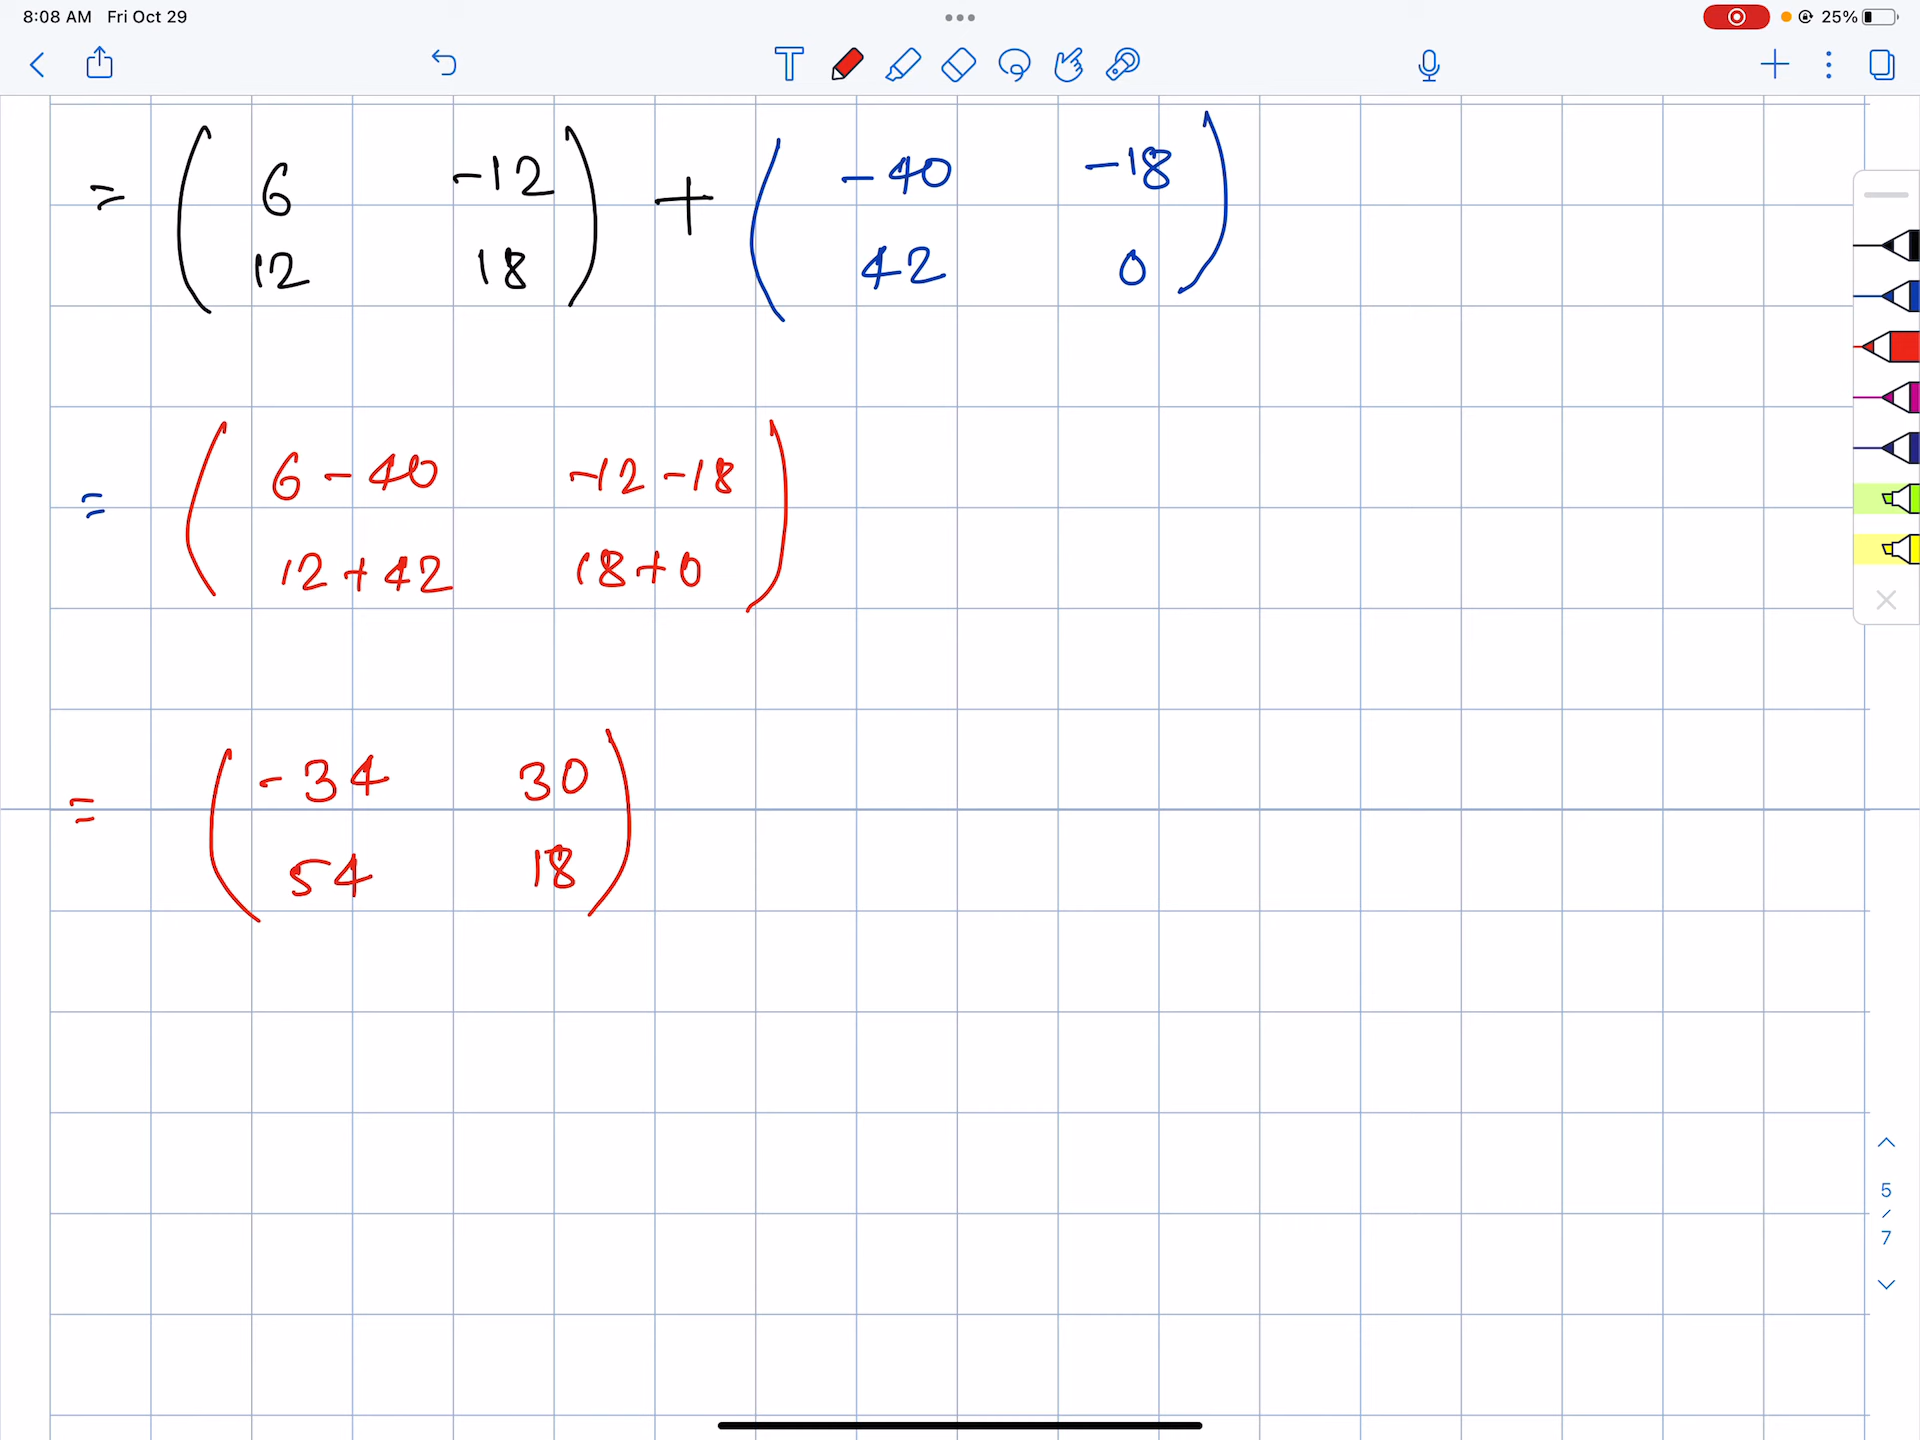 8:08 AM Fri Oct 29 25%
= ( 6 -12 ) + ( -40 -18 )
12 18 42 0
= ( 6 - 40 -12 - 18 )
12 + 42 18 + 0
= ( -34 30 )
54 18
5
/
7